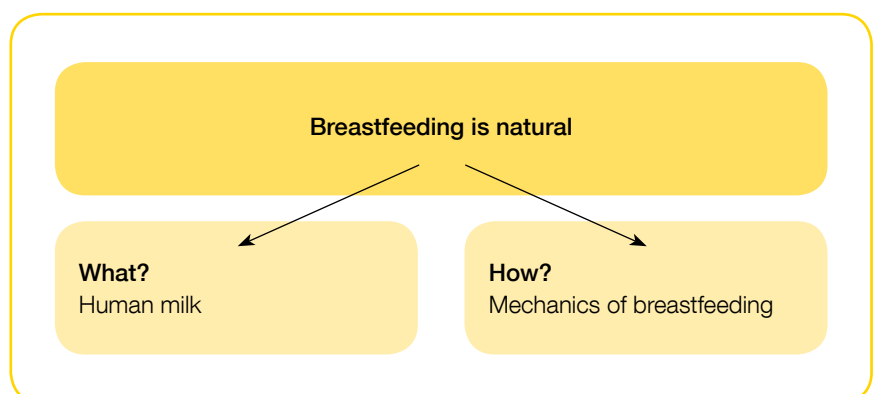 Breastfeeding is natural
What?
Human milk
How?
Mechanics of breastfeeding